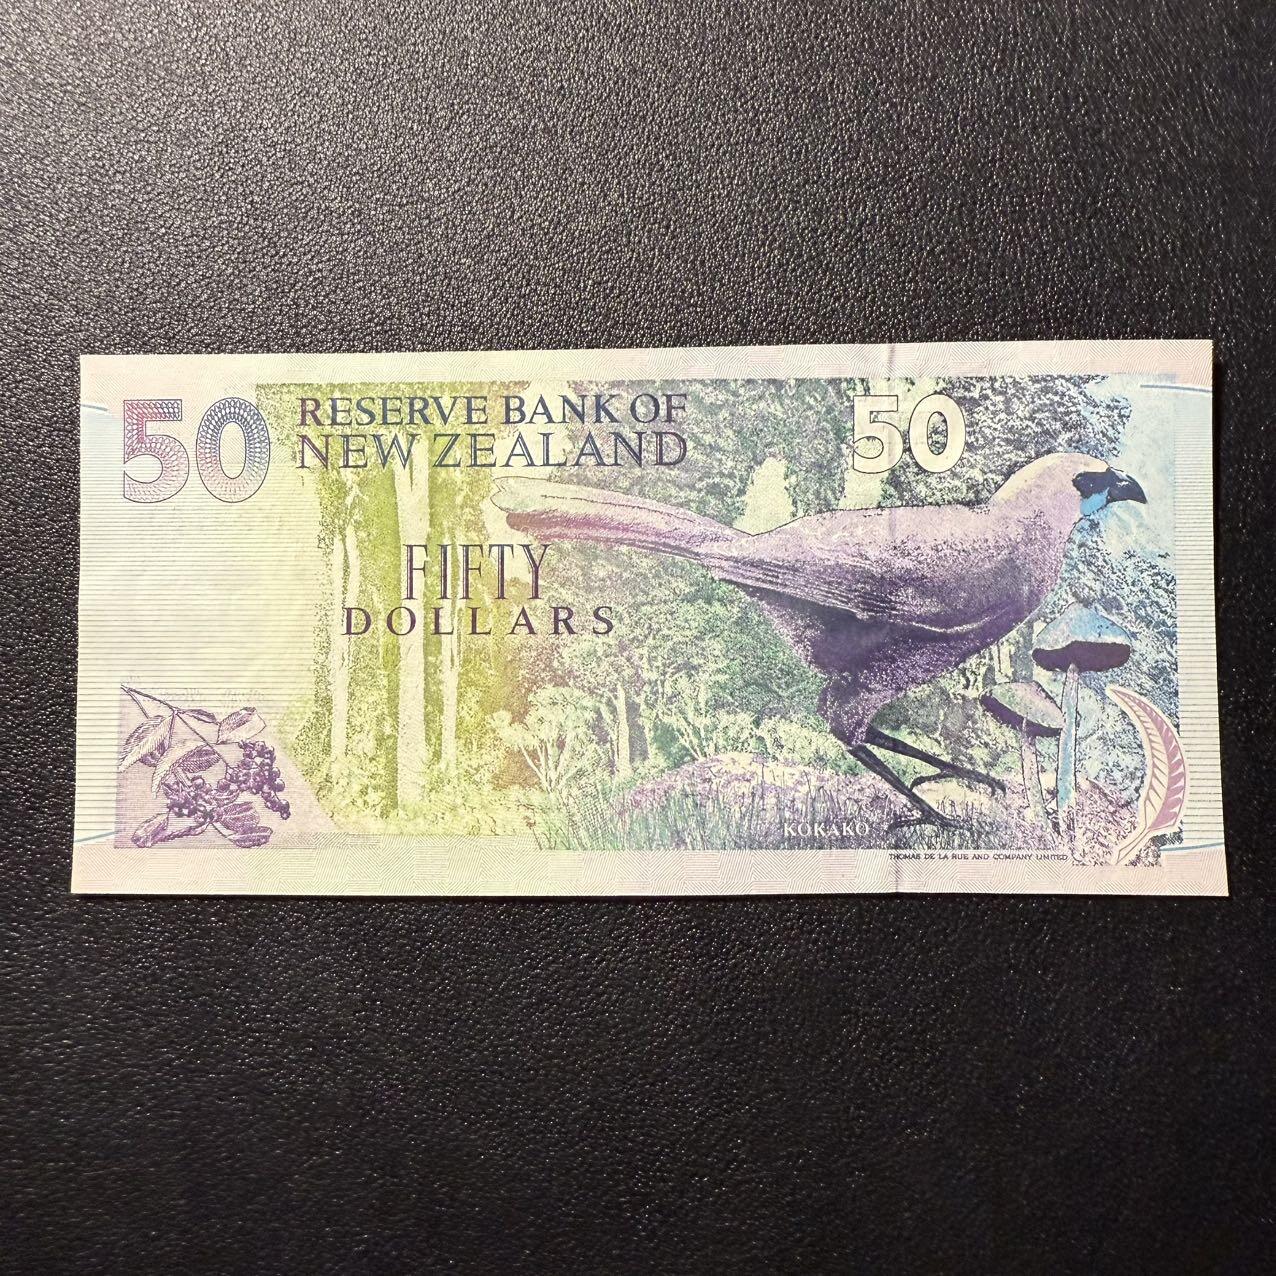 50
RESERVE BANK OF
NEW ZEALAND
50
FIFTY
DOLLARS
KOKAKO
THOMAS DE LA RUE AND COMPANY LIMITED